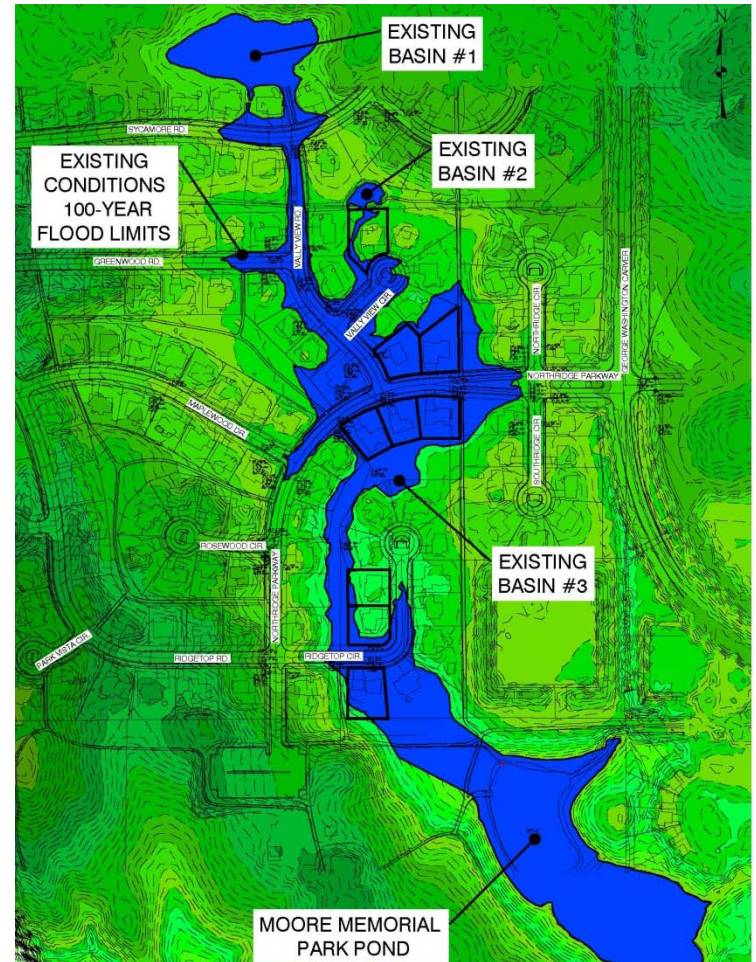 N
EXISTING
BASIN #1
SYCAMORE RD.
EXISTING
BASIN #2
EXISTING
CONDITIONS
100-YEAR
FLOOD LIMITS
VALLY VIEW RD.
GREENWOOD RD.
VALLY VIEW CIR.
NORTHRIDGE CIR.
GEORGE WASHINGTON CARVER
NORTHRIDGE PARKWAY
MAPLEWOOD DR.
SOUTHRIDGE CIR.
EXISTING
BASIN #3
ROSEWOOD CIR.
NORTHRIDGE PARKWAY
PARK VISTA CIR.
RIDGETOP RD.
RIDGETOP CIR.
MOORE MEMORIAL
PARK POND